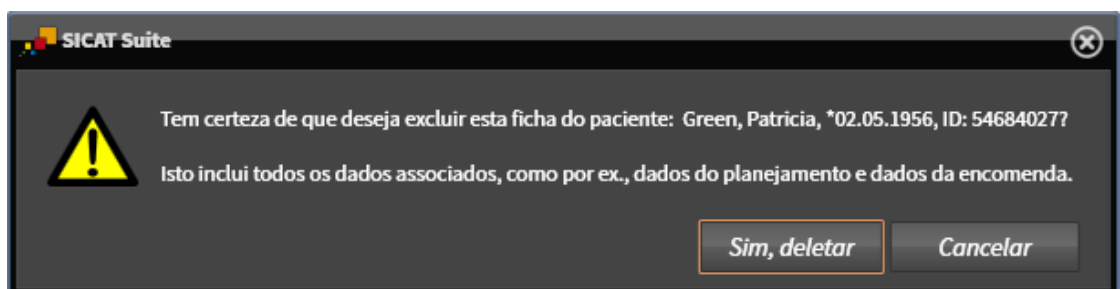 SICAT Suite
Tem certeza de que deseja excluir esta ficha do paciente: Green, Patricia, *02.05.1956, ID: 54684027?
Isto inclui todos os dados associados, como por ex., dados do planejamento e dados da encomenda.
Sim, deletar Cancelar